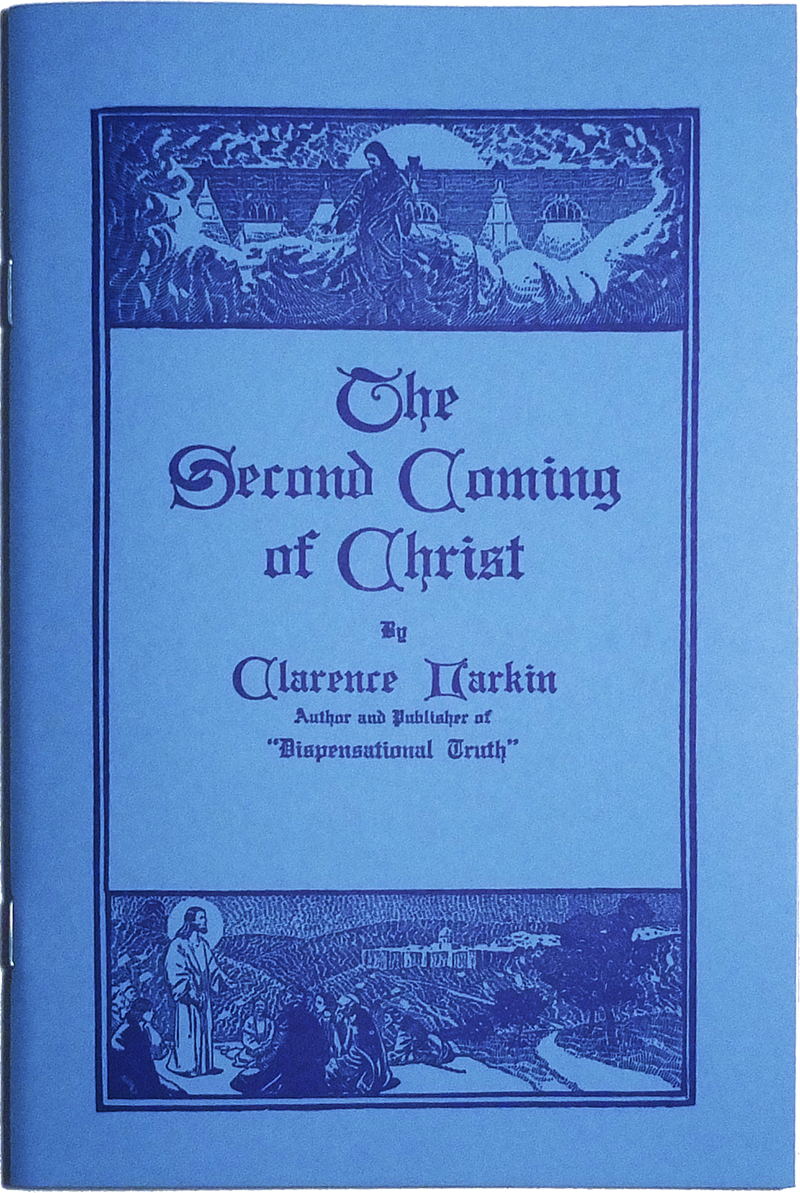 The
Second Coming
of Christ
By
Clarence Larkin
Author and Publisher of
“Dispensational Truth”